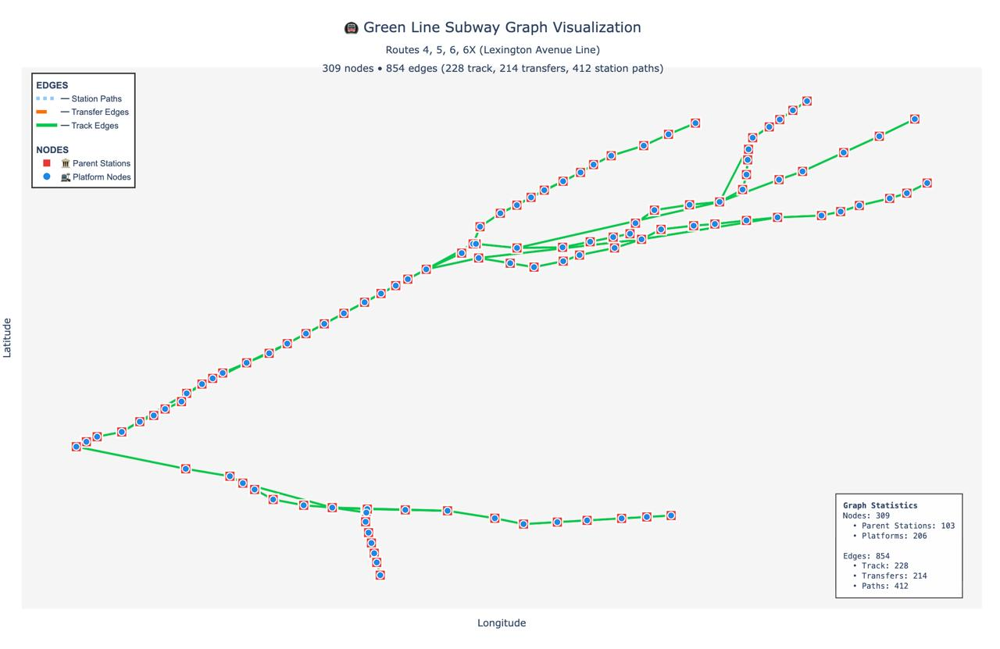 Green Line Subway Graph Visualization
Routes 4, 5, 6, 6X (Lexington Avenue Line)
309 nodes • 854 edges (228 track, 214 transfers, 412 station paths)
EDGES
— Station Paths
— Transfer Edges
— Track Edges
NODES
Parent Stations
Platform Nodes
Latitude
Graph Statistics
Nodes: 309
• Parent Stations: 103
• Platforms: 206
Edges: 854
• Track: 228
• Transfers: 214
• Paths: 412
Longitude